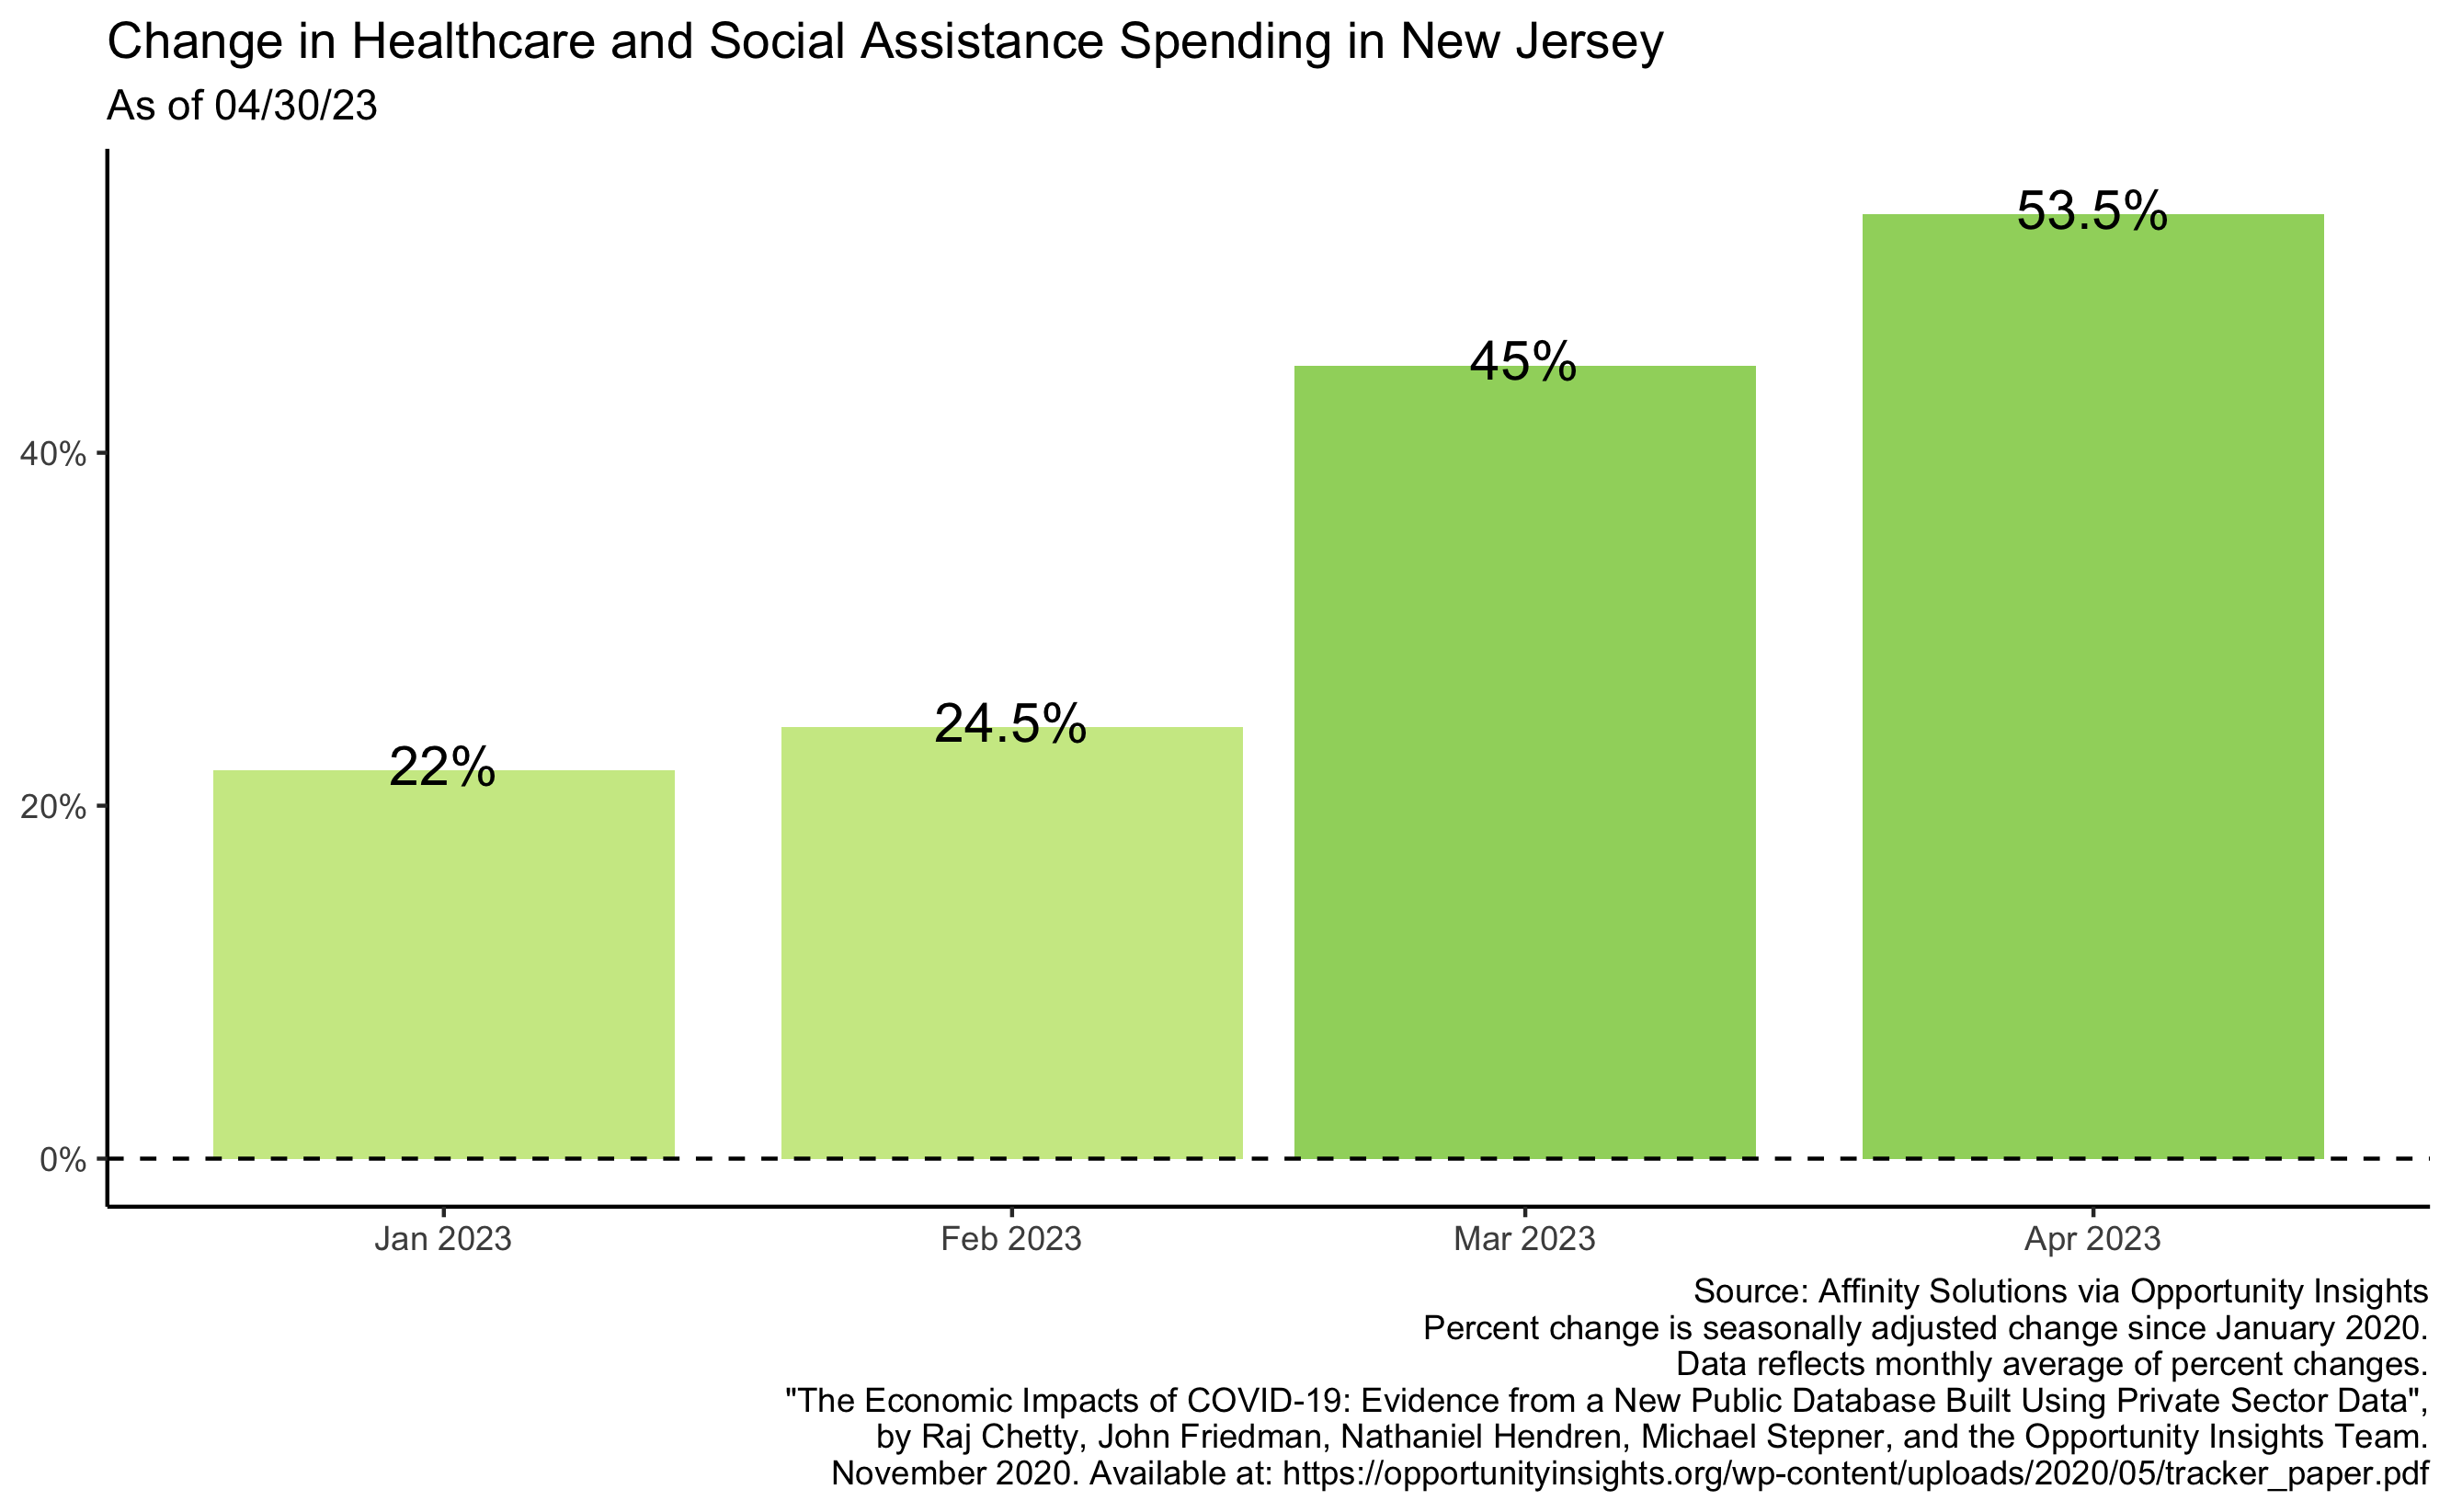 Change in Healthcare and Social Assistance Spending in New Jersey
As of 04/30/23
53.5%
45%
40%
24.5%
22%
20%
0%
Jan 2023 Feb 2023 Mar 2023 Apr 2023
Source: Affinity Solutions via Opportunity Insights
Percent change is seasonally adjusted change since January 2020.
Data reflects monthly average of percent changes.
"The Economic Impacts of COVID-19: Evidence from a New Public Database Built Using Private Sector Data",
by Raj Chetty, John Friedman, Nathaniel Hendren, Michael Stepner, and the Opportunity Insights Team.
November 2020. Available at: https://opportunityinsights.org/wp-content/uploads/2020/05/tracker_paper.pdf